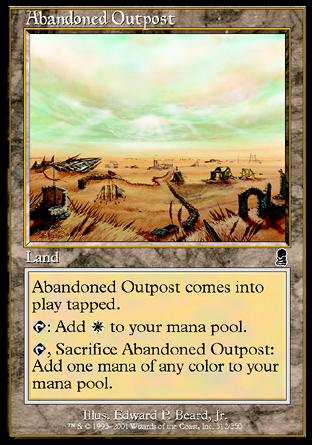 Abandoned Outpost
Land
Abandoned Outpost comes into
play tapped.
: Add to your mana pool.
, Sacrifice Abandoned Outpost:
Add one mana of any color to your
mana pool.
Illus. Edward P. Beard, Jr.
™ & © 1993–2001 Wizards of the Coast, Inc. 312/350